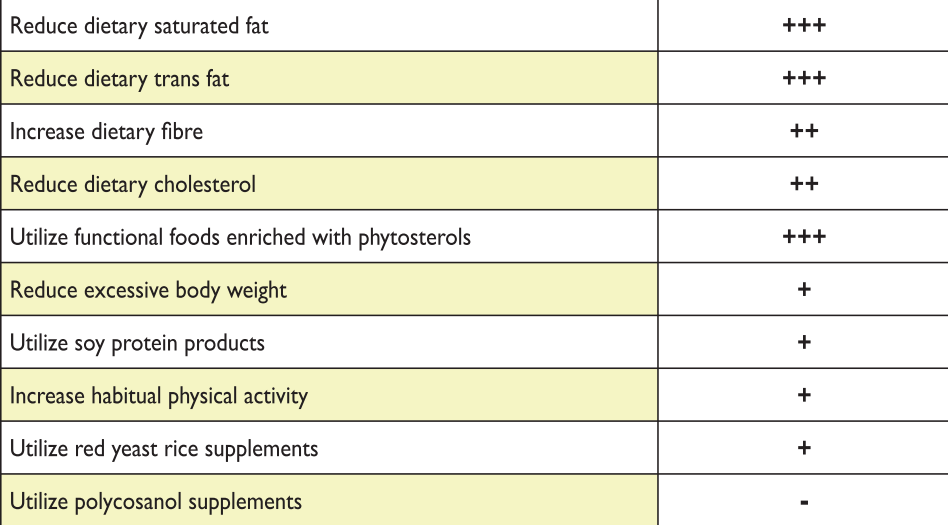 Reduce dietary saturated fat +++
Reduce dietary trans fat +++
Increase dietary fibre ++
Reduce dietary cholesterol ++
Utilize functional foods enriched with phytosterols +++
Reduce excessive body weight +
Utilize soy protein products +
Increase habitual physical activity +
Utilize red yeast rice supplements +
Utilize polycosanol supplements -